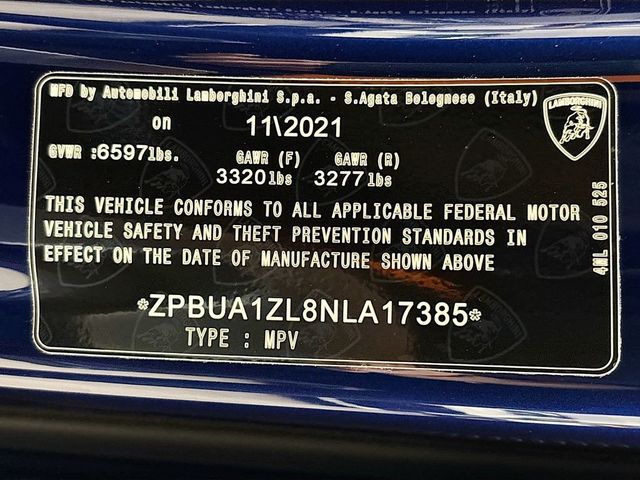 MFD by Automobili Lamborghini S.p.a. - S.Agata Bolognese (Italy)
on 11\2021
GVWR :6597lbs. GAWR (F) GAWR (R)
3320lbs 3277lbs
THIS VEHICLE CONFORMS TO ALL APPLICABLE FEDERAL MOTOR
VEHICLE SAFETY AND THEFT PREVENTION STANDARDS IN
EFFECT ON THE DATE OF MANUFACTURE SHOWN ABOVE
*ZPBUA1ZL8NLA17385*
TYPE : MPV
LAMBORGHINI
4ML 010 525